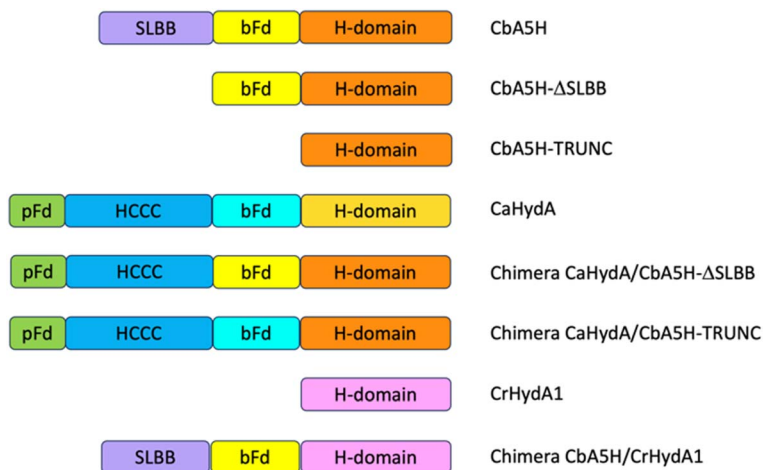 SLBB bFd H-domain CbA5H
bFd H-domain CbA5H-ΔSLBB
H-domain CbA5H-TRUNC
pFd HCCC bFd H-domain CaHydA
pFd HCCC bFd H-domain Chimera CaHydA/CbA5H-ΔSLBB
pFd HCCC bFd H-domain Chimera CaHydA/CbA5H-TRUNC
H-domain CrHydA1
SLBB bFd H-domain Chimera CbA5H/CrHydA1